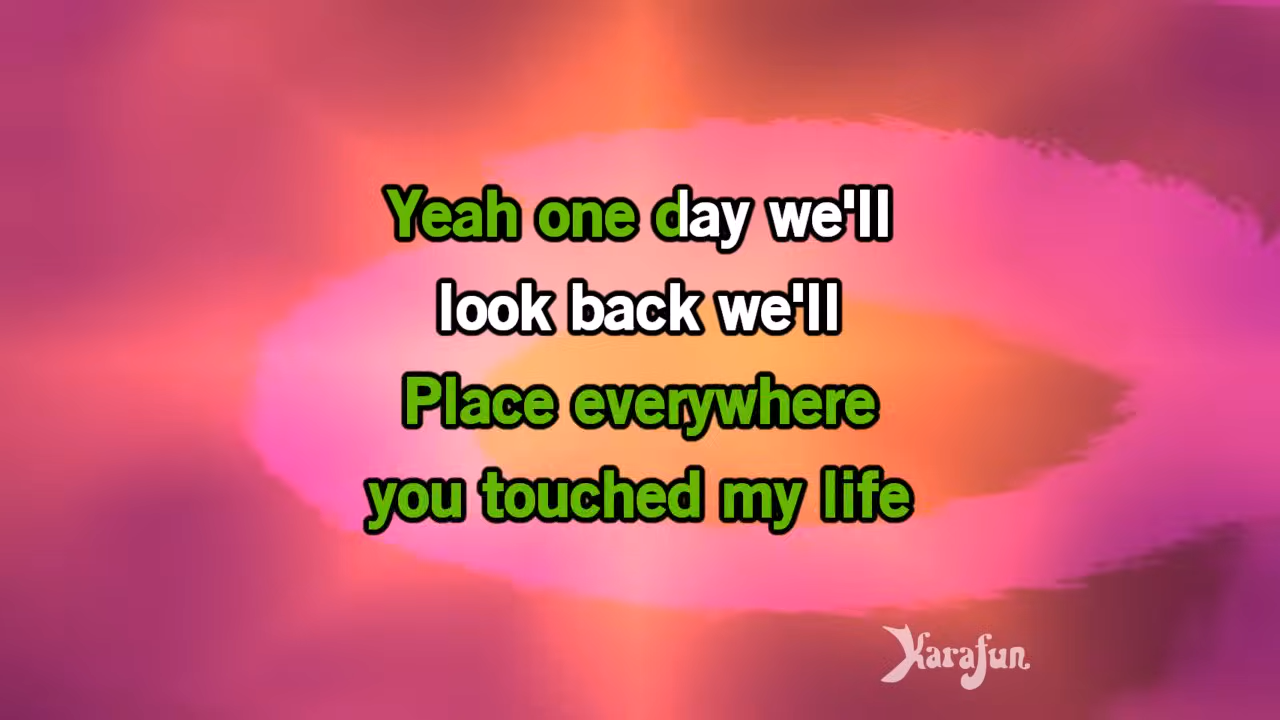 Yeah one day we'll
look back we'll
Place everywhere
you touched my life
Karafun